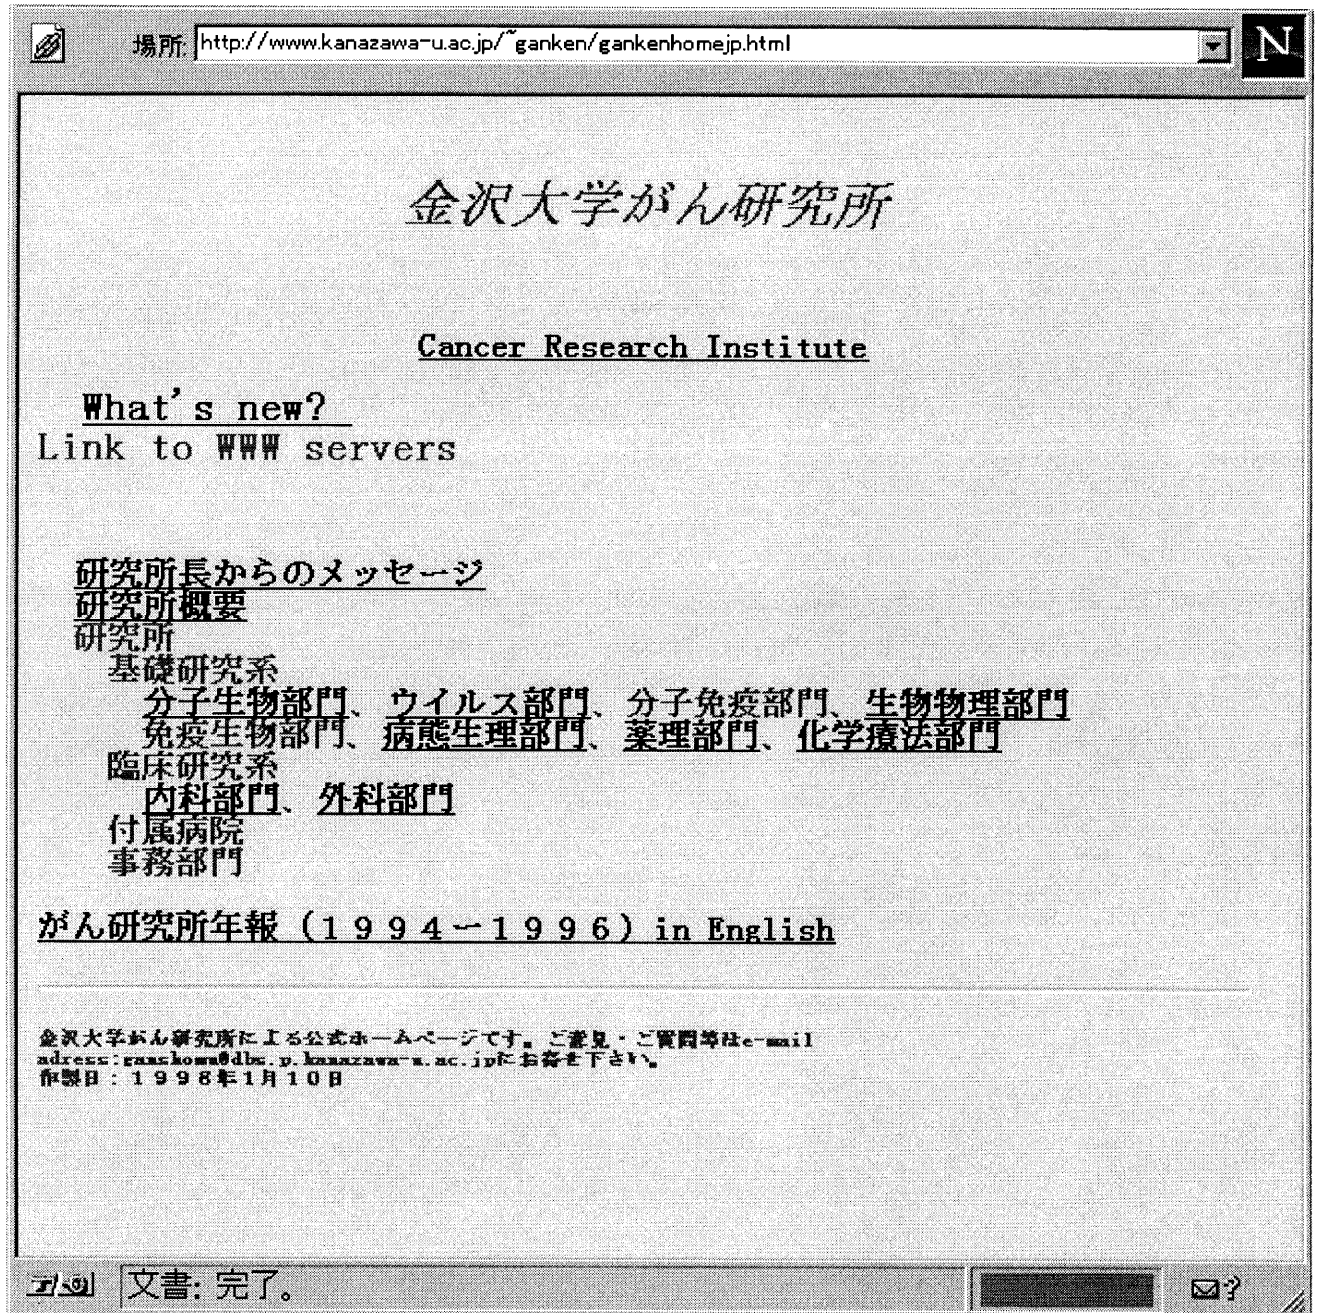 場所: http://www.kanazawa-u.ac.jp/~ganken/gankenhomejp.html N
金沢大学がん研究所
Cancer Research Institute
What's new?
Link to WWW servers
研究所長からのメッセージ
研究所概要
研究所
基礎研究系
分子生物部門、ウイルス部門、分子免疫部門、生物物理部門
免疫生物部門、病態生理部門、薬理部門、化学療法部門
臨床研究系
内科部門、外科部門
付属病院
事務部門
がん研究所年報（１９９４－１９９６）in English
金沢大学がん研究所による公式ホームページです。ご意見・ご質問等はe-mail
にお寄せ下さい。
作製日：１９９８年１月１０日
文書: 完了。